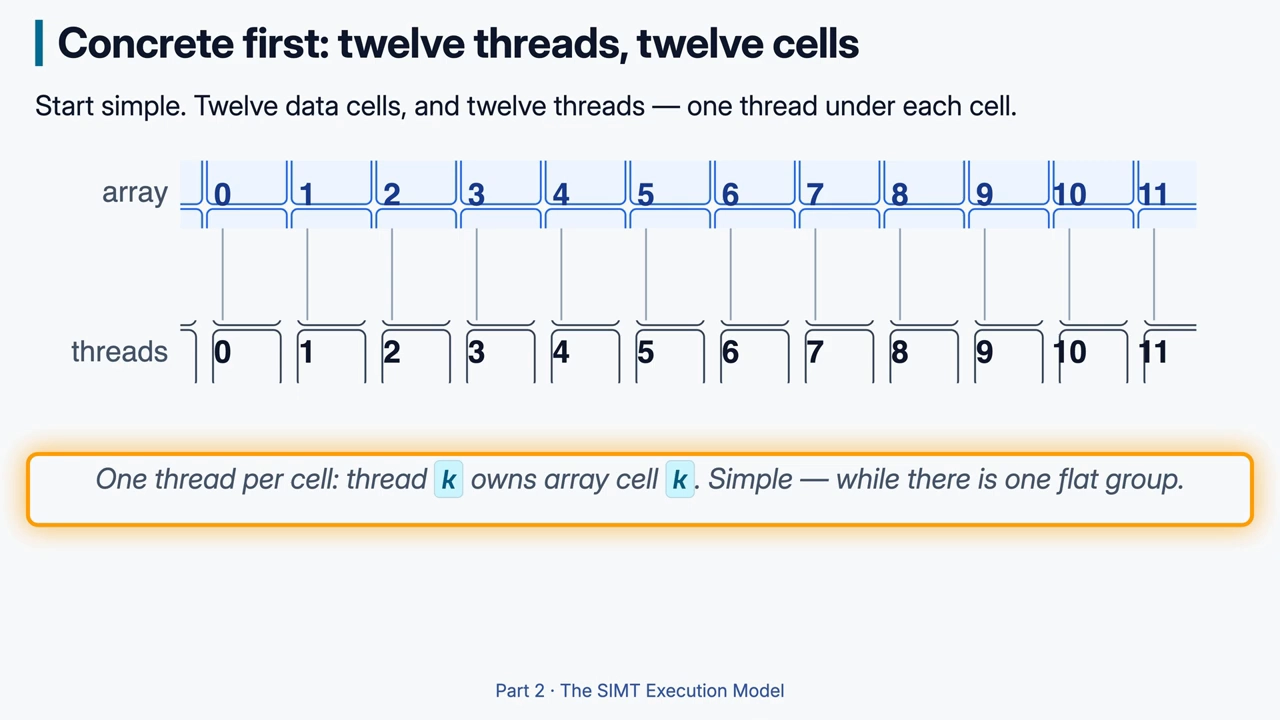 Concrete first: twelve threads, twelve cells
Start simple. Twelve data cells, and twelve threads — one thread under each cell.
array 0 1 2 3 4 5 6 7 8 9 10 11
threads 0 1 2 3 4 5 6 7 8 9 10 11
One thread per cell: thread k owns array cell k. Simple — while there is one flat group.
Part 2 · The SIMT Execution Model